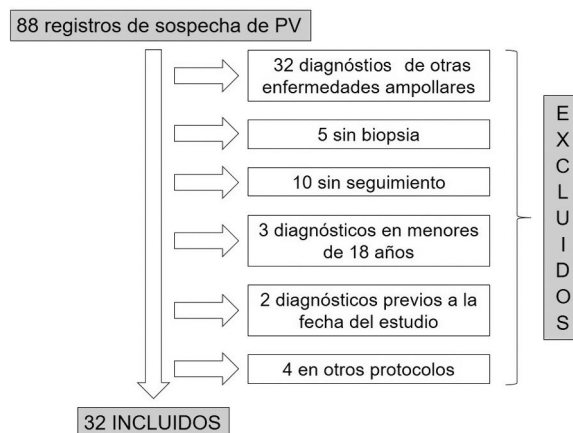 88 registros de sospecha de PV
32 diagnóstios de otras
enfermedades ampollares
5 sin biopsia
10 sin seguimiento
3 diagnósticos en menores
de 18 años
2 diagnósticos previos a la
fecha del estudio
4 en otros protocolos
EXCLUIDOS
32 INCLUIDOS